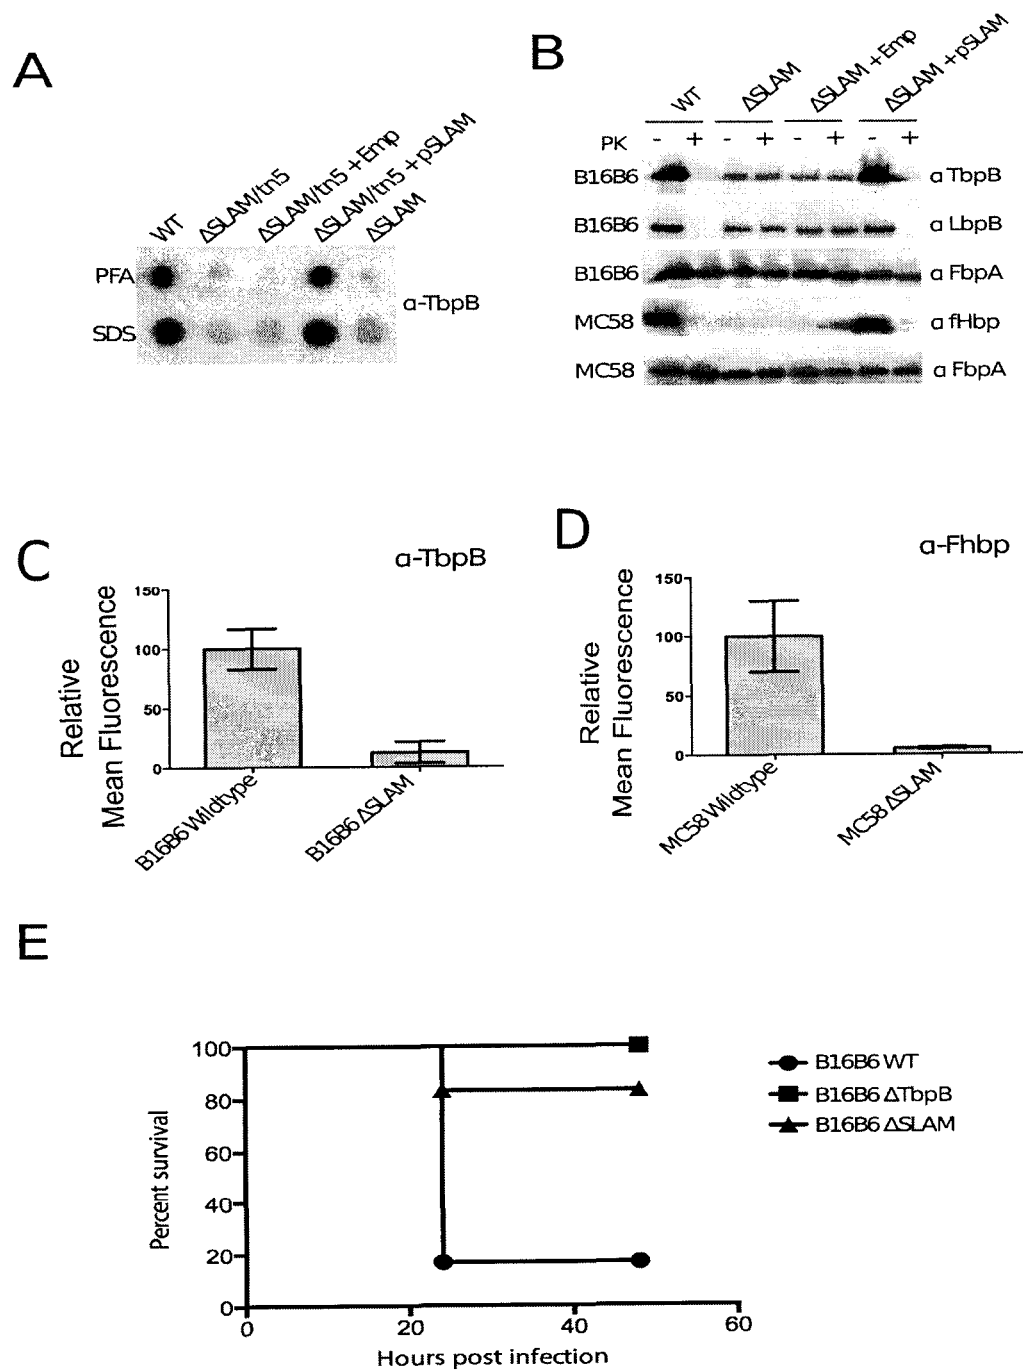 A
WT
ΔSLAM/tn5
ΔSLAM/tn5 +Emp
ΔSLAM/tn5 +pSLAM
ΔSLAM
PFA
SDS
α-TbpB
B
WT
ΔSLAM
ΔSLAM +Emp
ΔSLAM +pSLAM
PK - + - + - + - +
B16B6 α TbpB
B16B6 α LbpB
B16B6 α FbpA
MC58 α fHbp
MC58 α FbpA
C
α-TbpB
Relative
Mean Fluorescence
150
100
50
0
B16B6 Wildtype
B16B6 ΔSLAM
D
α-Fhbp
Relative
Mean Fluorescence
150
100
50
0
MC58 Wildtype
MC58 ΔSLAM
E
Percent survival
100
80
60
40
20
0
0 20 40 60
Hours post infection
B16B6 WT
B16B6 ΔTbpB
B16B6 ΔSLAM